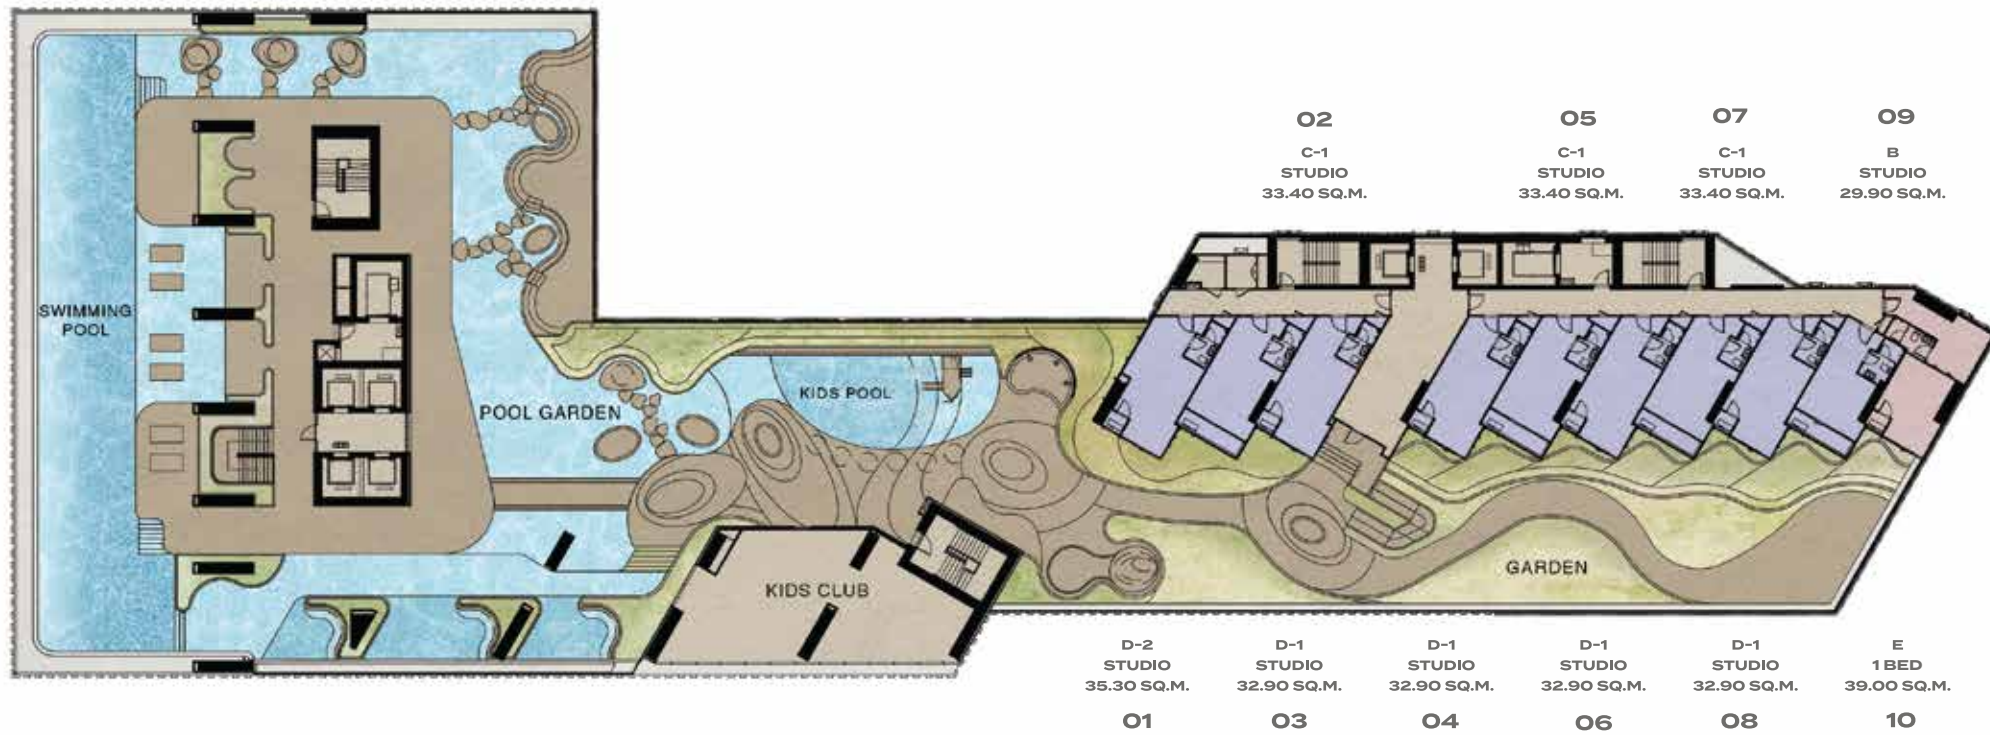 02
C-1
STUDIO
33.40 SQ.M.
05
C-1
STUDIO
33.40 SQ.M.
07
C-1
STUDIO
33.40 SQ.M.
09
B
STUDIO
29.90 SQ.M.
SWIMMING
POOL
POOL GARDEN
KIDS POOL
KIDS CLUB
GARDEN
D-2
STUDIO
35.30 SQ.M.
01
D-1
STUDIO
32.90 SQ.M.
03
D-1
STUDIO
32.90 SQ.M.
04
D-1
STUDIO
32.90 SQ.M.
06
D-1
STUDIO
32.90 SQ.M.
08
E
1 BED
39.00 SQ.M.
10